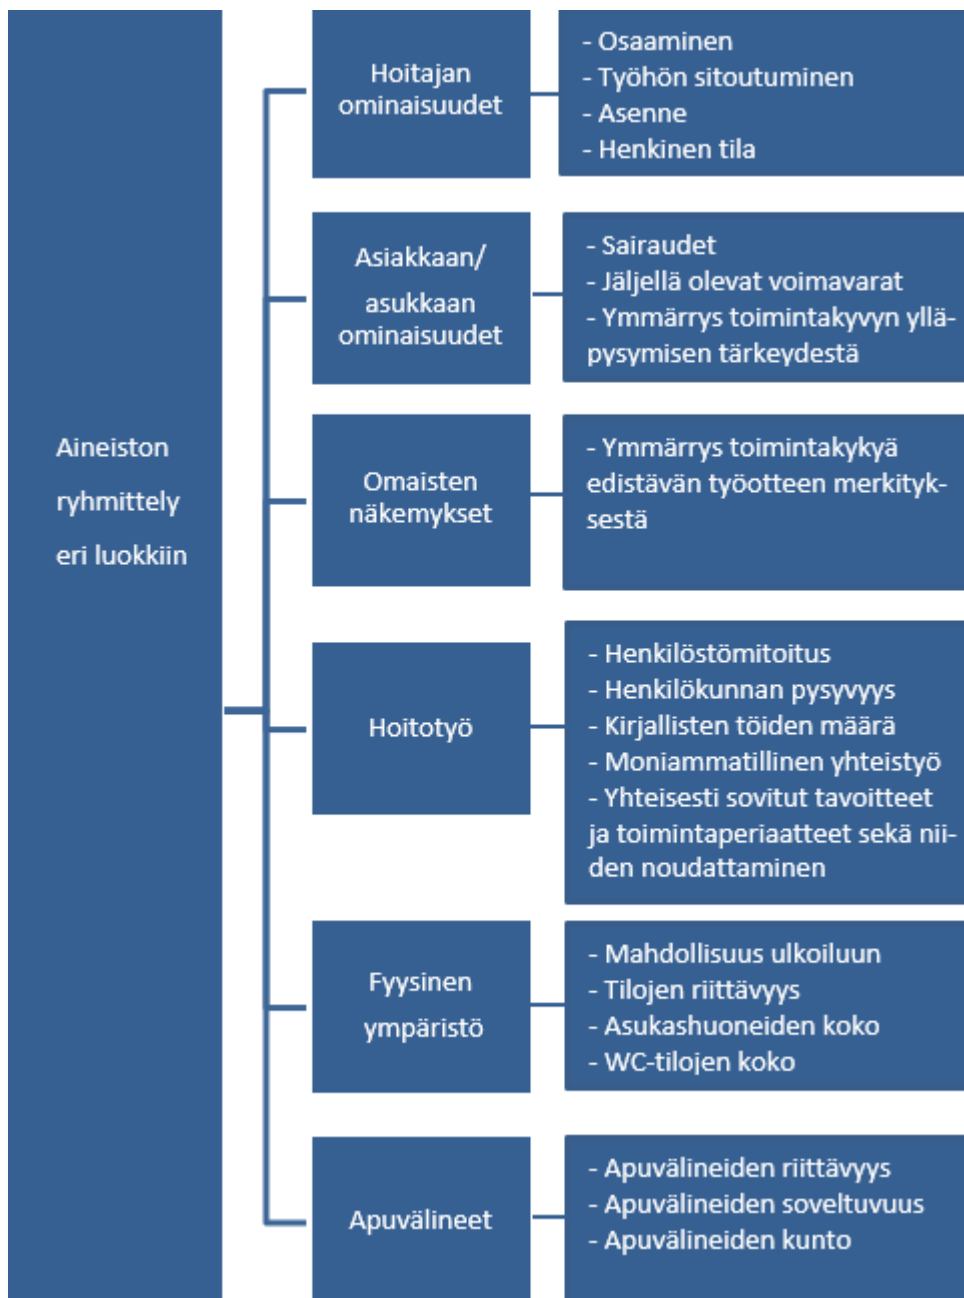 Aineiston
ryhmittely
eri luokkiin
Hoitajan
ominaisuudet
- Osaaminen
- Työhön sitoutuminen
- Asenne
- Henkinen tila
Asiakkaan/
asukkaan
ominaisuudet
- Sairaudet
- Jäljellä olevat voimavarat
- Ymmärrys toimintakyvyn yllä-
pysymisen tärkeydestä
Omaisten
näkemykset
- Ymmärrys toimintakykyä
edistävän työotteen merkityk-
sestä
Hoitotyö
- Henkilöstömitoitus
- Henkilökunnan pysyvyys
- Kirjallisten töiden määrä
- Moniammatillinen yhteistyö
- Yhteisesti sovitut tavoitteet
ja toimintaperiaatteet sekä nii-
den noudattaminen
Fyysinen
ympäristö
- Mahdollisuus ulkoiluun
- Tilojen riittävyys
- Asukashuoneiden koko
- WC-tilojen koko
Apuvälineet
- Apuvälineiden riittävyys
- Apuvälineiden soveltuvuus
- Apuvälineiden kunto